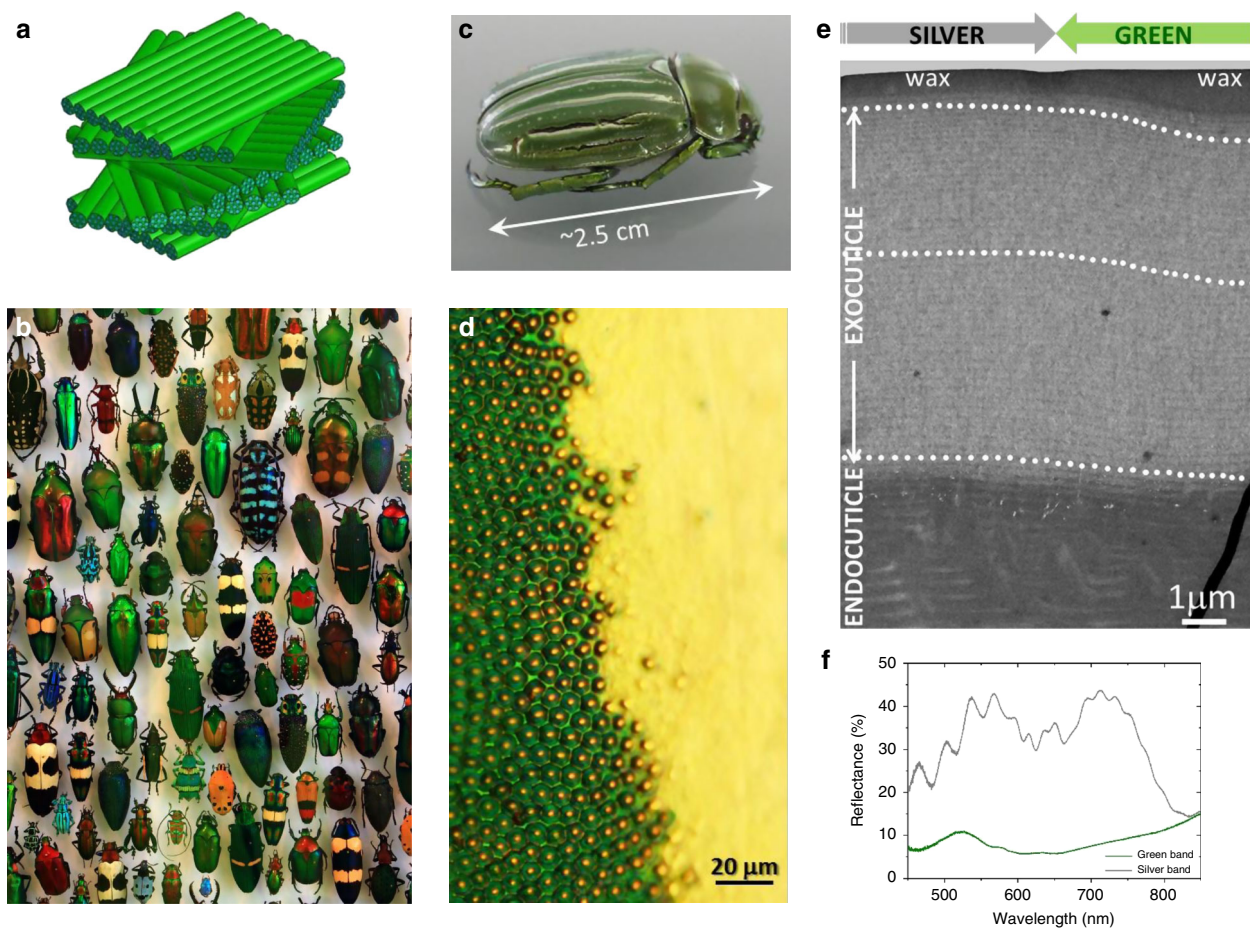 a
c
~2.5 cm
e
SILVER
GREEN
wax
wax
EXOCUTICLE
ENDOCUTICLE
1μm
b
d
20 μm
f
50
40
30
20
10
0
Reflectance (%)
500
600
700
800
Wavelength (nm)
Green band
Silver band